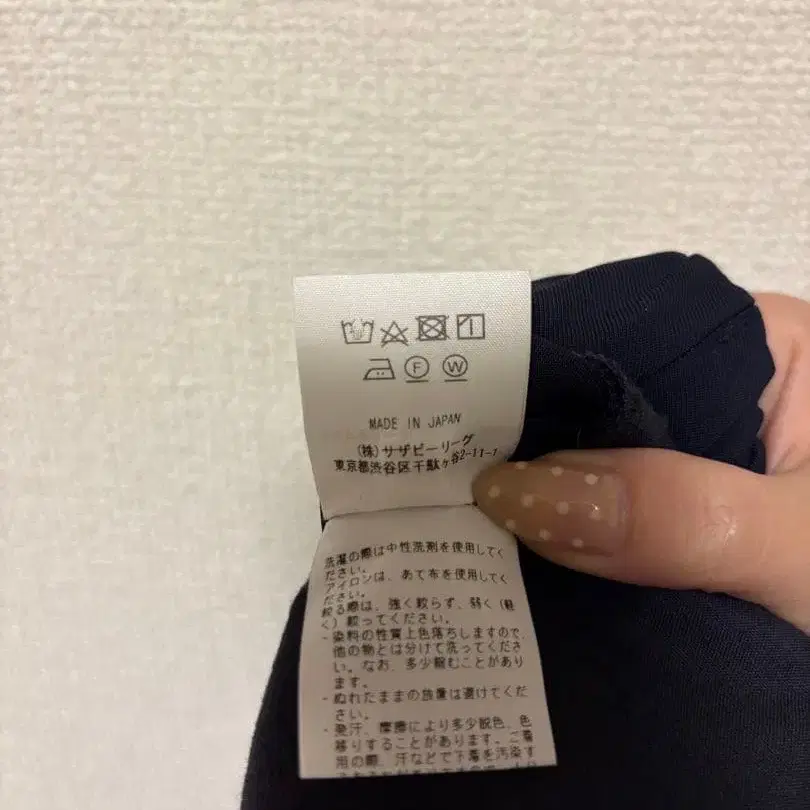 F W
MADE IN JAPAN
(株)サザビーリーグ
東京都渋谷区千駄ヶ谷2-11-1
洗濯の際は中性洗剤を使用してく
ださい。
アイロンは、あて布を使用してく
ださい。
絞る際は、強く絞らず、弱く(軽
く)絞ってください。
-染料の性質上色落ちしますので、
他の物とは分けて洗ってくださ
い。なお、多少縮むことがあり
ます。
-ぬれたままの放置は避けてくだ
さい。
-発汗、摩擦により多少脱色、色
移りすることがあります。ご着
用の際、汗などで下着を汚染す